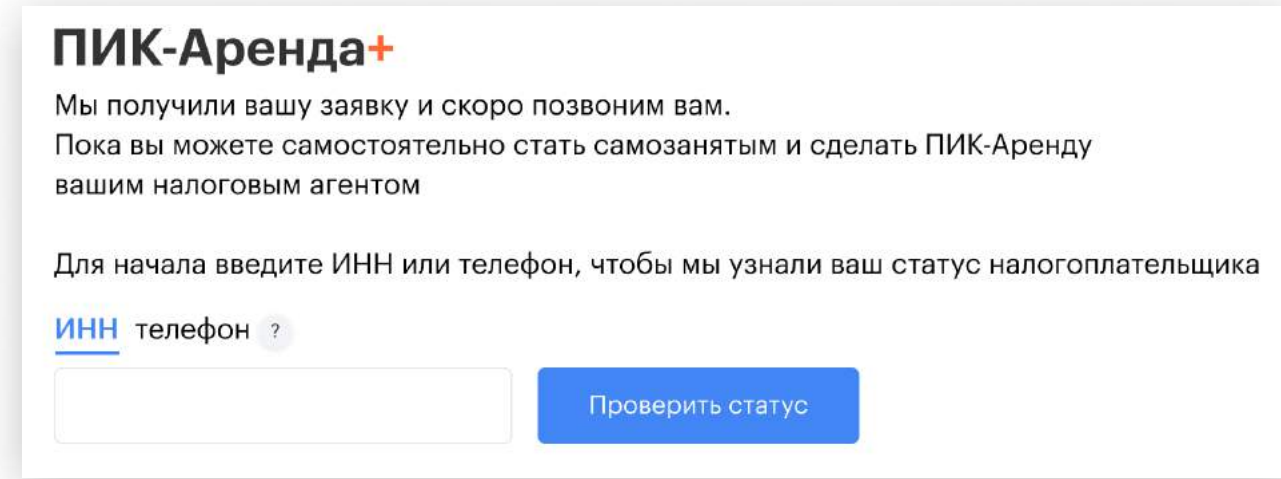 ПИК-Аренда+
Мы получили вашу заявку и скоро позвоним вам.
Пока вы можете самостоятельно стать самозанятым и сделать ПИК-Аренду
вашим налоговым агентом
Для начала введите ИНН или телефон, чтобы мы узнали ваш статус налогоплательщика
ИНН телефон ?
Проверить статус